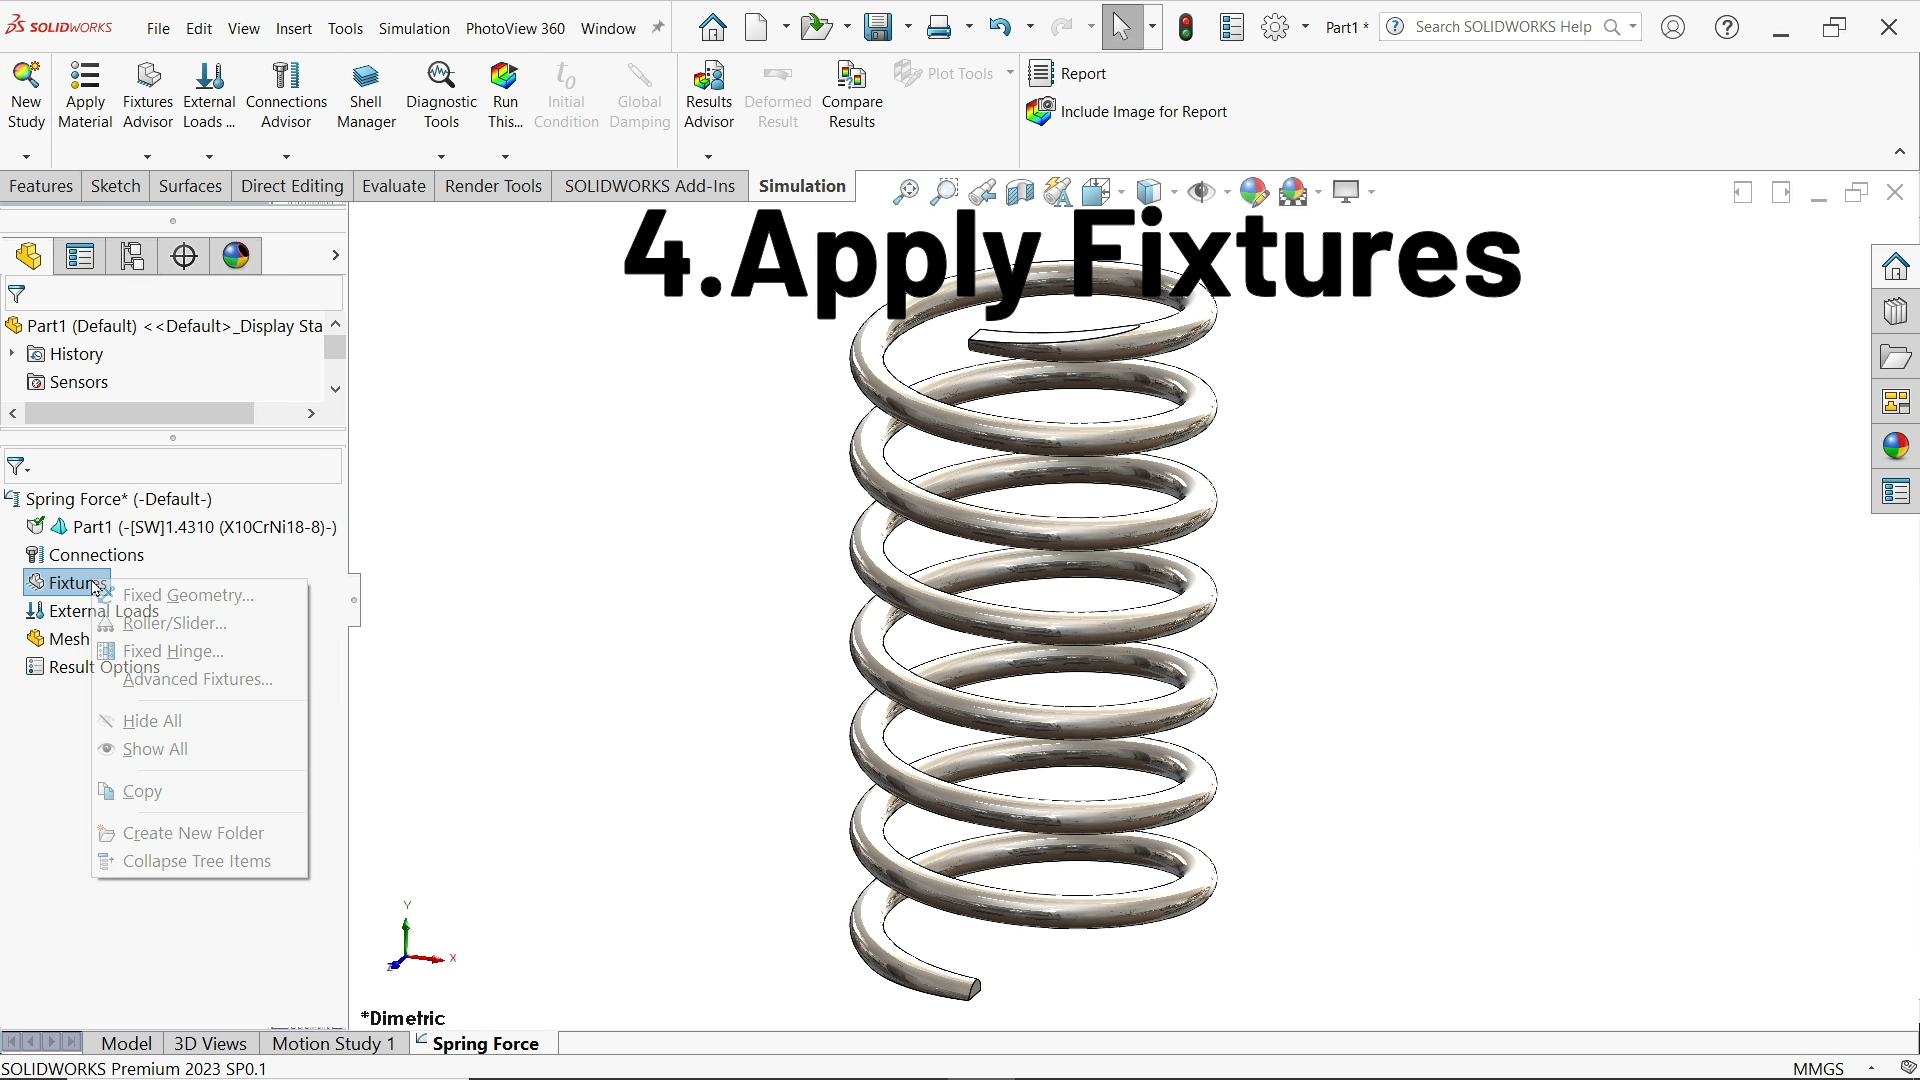 SOLIDWORKS File Edit View Insert Tools Simulation PhotoView 360 Window Part1 * Search SOLIDWORKS Help
New Study
Apply Material
Fixtures Advisor
External Loads ...
Connections Advisor
Shell Manager
Diagnostic Tools
Run This...
Initial Condition
Global Damping
Results Advisor
Deformed Result
Compare Results
Plot Tools
Report
Include Image for Report
Features Sketch Surfaces Direct Editing Evaluate Render Tools SOLIDWORKS Add-Ins Simulation
4.Apply Fixtures
Part1 (Default) <<Default>_Display Sta
History
Sensors
Spring Force* (-Default-)
Part1 (-[SW]1.4310 (X10CrNi18-8)-)
Connections
Fixtures
External Loads
Mesh
Result Options
Fixed Geometry...
Roller/Slider...
Fixed Hinge...
Advanced Fixtures...
Hide All
Show All
Copy
Create New Folder
Collapse Tree Items
Y
X
Z
*Dimetric
Model 3D Views Motion Study 1 Spring Force
SOLIDWORKS Premium 2023 SP0.1 MMGS